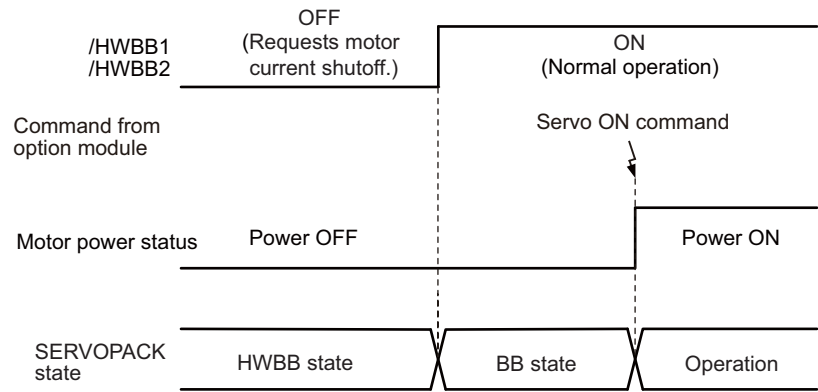 OFF
(Requests motor
current shutoff.)
/HWBB1
/HWBB2
ON
(Normal operation)
Command from
option module
Servo ON command
Motor power status
Power OFF
Power ON
SERVOPACK
state
HWBB state
BB state
Operation